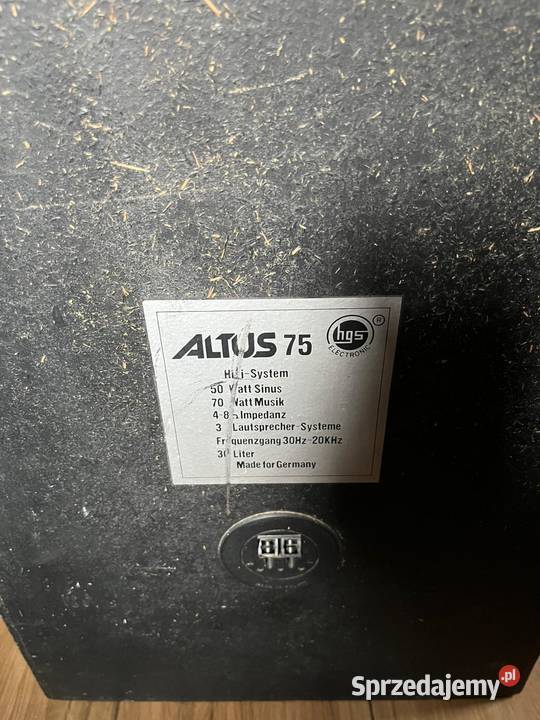 ALTUS 75
hgs
ELECTRONIC
®
HiFi-System
50 Watt Sinus
70 Watt Musik
4-8 Ω Impedanz
3 Lautsprecher-Systeme
Frequenzgang 30Hz-20KHz
30 Liter
Made for Germany
86
Sprzedajemy.pl